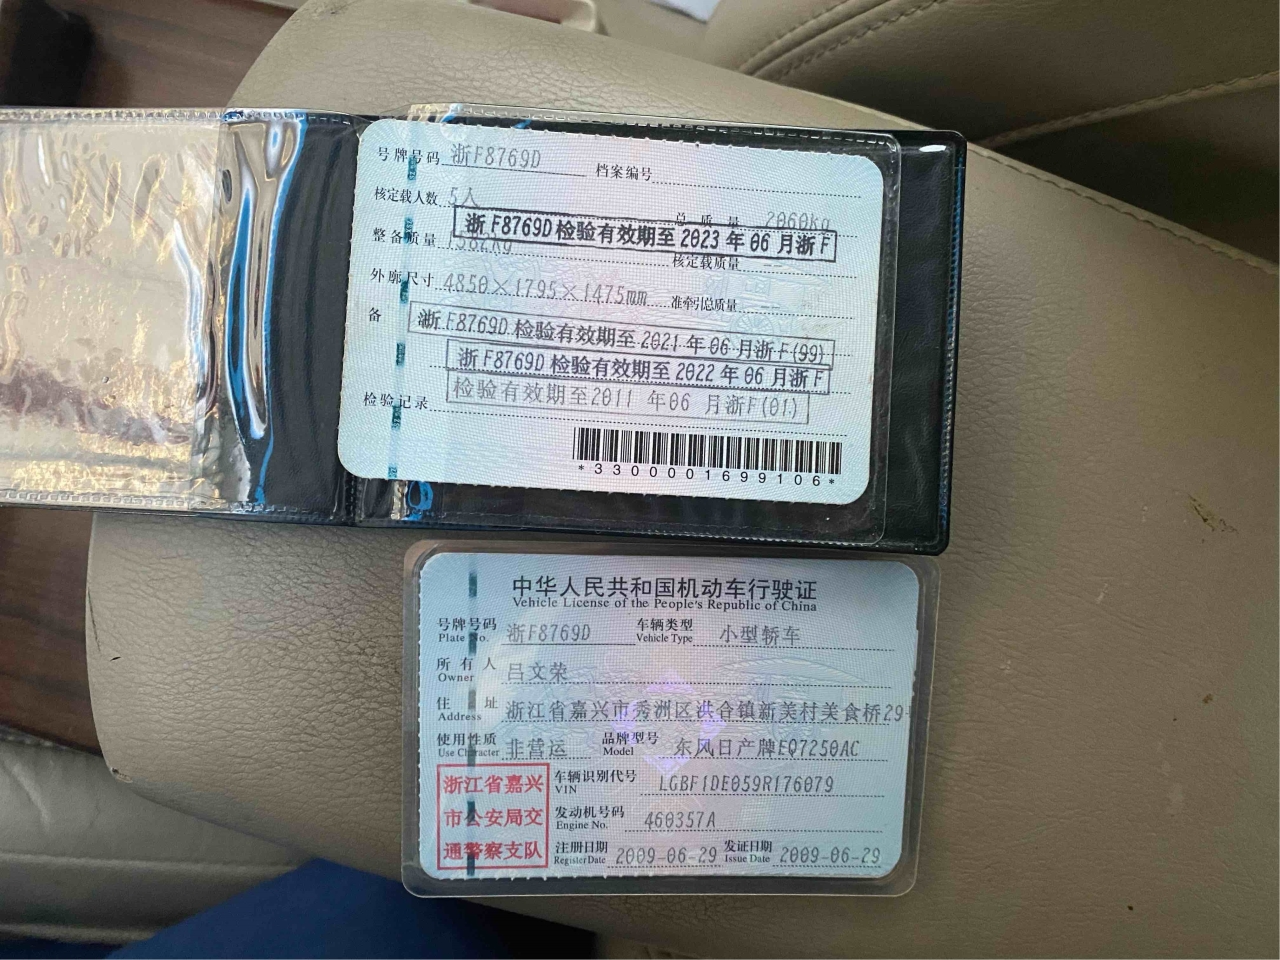 号牌号码 浙F8769D 档案编号
核定载人数 5人 总质量 2060kg
浙F8769D检验有效期至2023年06月浙F
整备质量 核定载质量
外廓尺寸 4850×1795×1475mm 准牵引总质量
备
浙F8769D检验有效期至2021年06月浙F(99)
浙F8769D检验有效期至2022年06月浙F
检验有效期至2011 年06 月浙F(01)
检验记录
*3300001699106*
中华人民共和国机动车行驶证
Vehicle License of the People's Republic of China
号牌号码 浙F8769D 车辆类型 小型轿车
Plate No. Vehicle Type
所有人 吕文荣
Owner
住址 浙江省嘉兴市秀洲区洪合镇新美村美食桥29号
Address
使用性质 非营运 品牌型号 东风日产牌EQ7250AC
Use Character Model
浙江省嘉兴
市公安局交
通警察支队
车辆识别代号 LGBF1DE059R176079
VIN
发动机号码 460357A
Engine No.
注册日期 2009-06-29 发证日期 2009-06-29
Register Date Issue Date